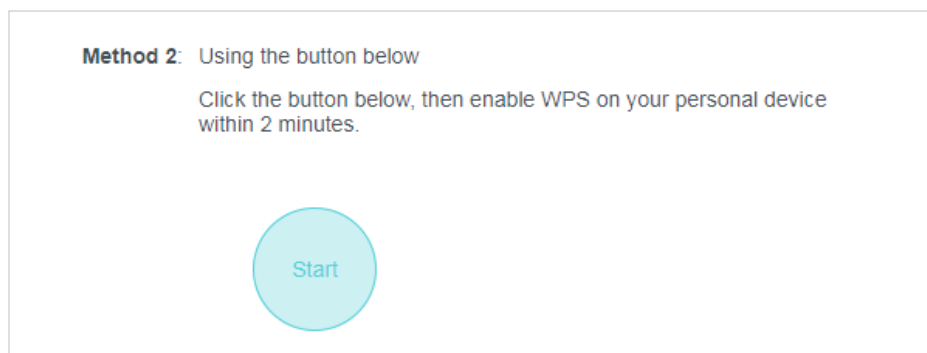 Method 2: Using the button below
Click the button below, then enable WPS on your personal device
within 2 minutes.
Start